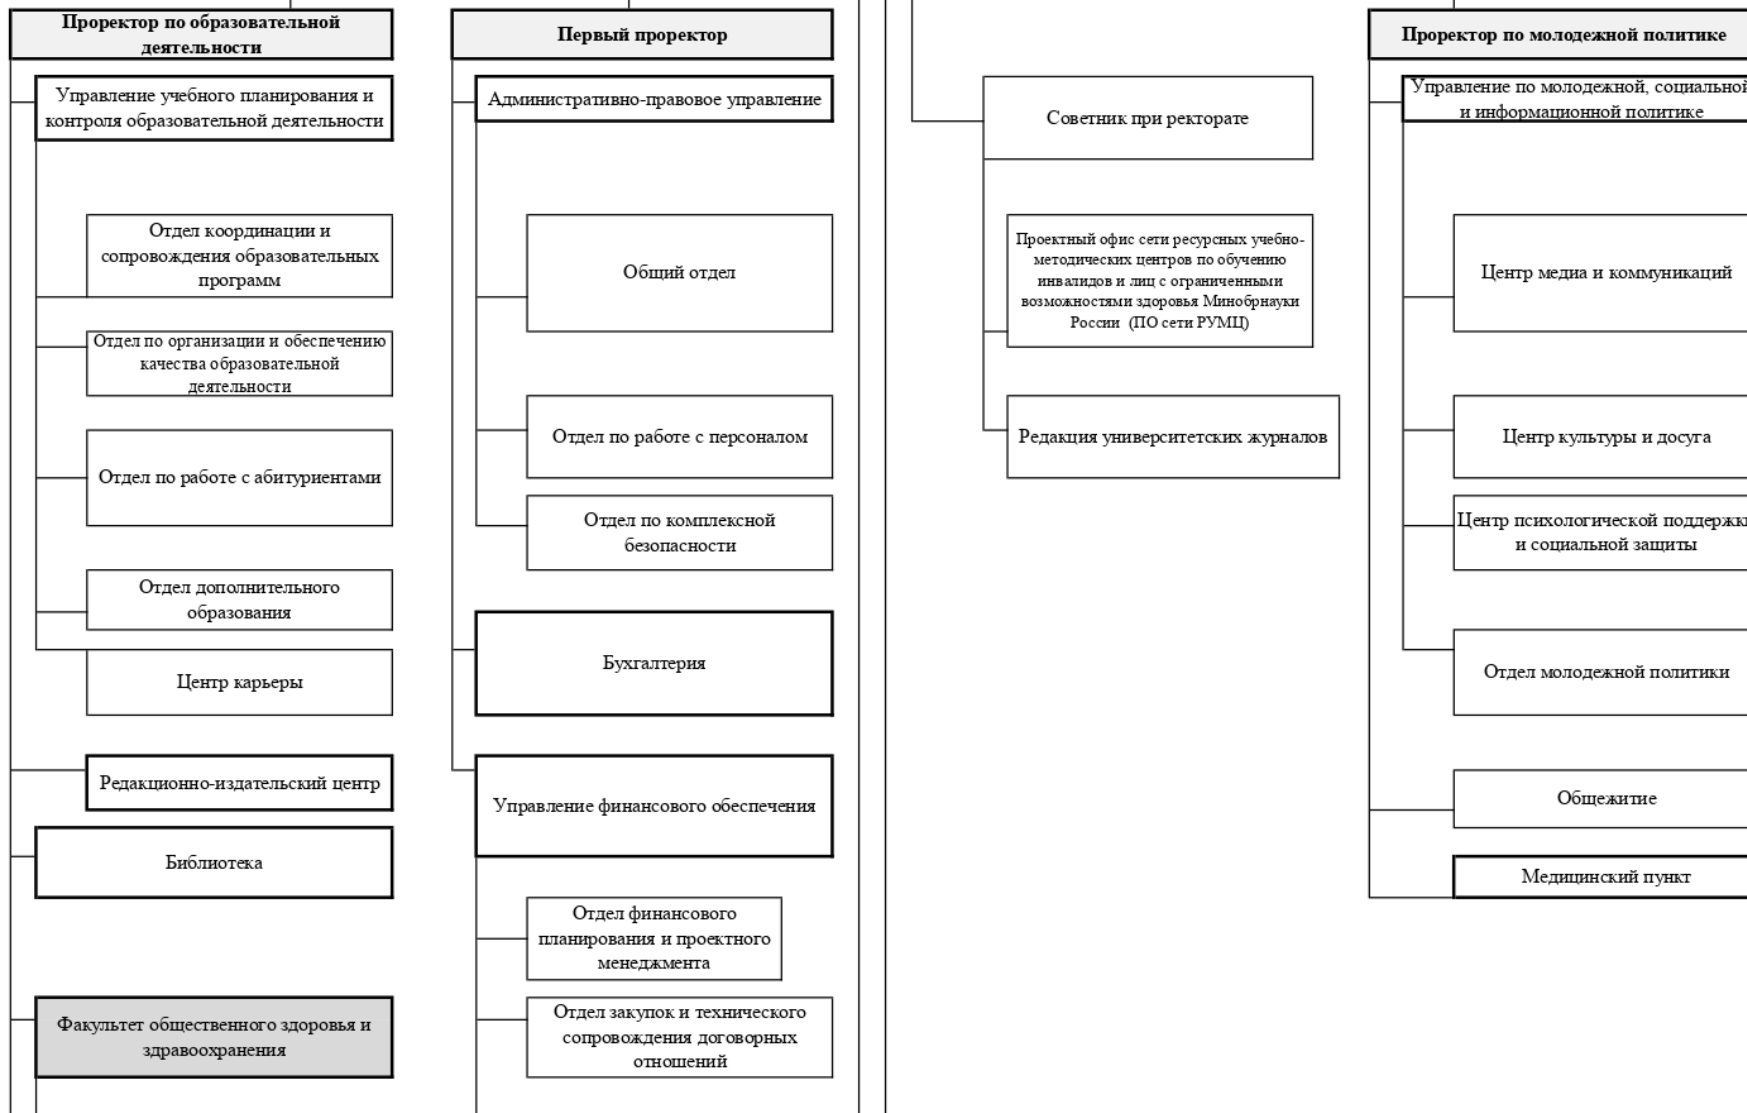 Проректор по образовательной
деятельности
Управление учебного планирования и
контроля образовательной деятельности
Отдел координации и
сопровождения образовательных
программ
Отдел по организации и обеспечению
качества образовательной
деятельности
Отдел по работе с абитуриентами
Отдел дополнительного
образования
Центр карьеры
Редакционно-издательский центр
Библиотека
Факультет общественного здоровья и
здравоохранения
Первый проректор
Административно-правовое управление
Общий отдел
Отдел по работе с персоналом
Отдел по комплексной
безопасности
Бухгалтерия
Управление финансового обеспечения
Отдел финансового
планирования и проектного
менеджмента
Отдел закупок и технического
сопровождения договорных
отношений
Советник при ректорате
Проектный офис сети ресурсных учебно-
методических центров по обучению
инвалидов и лиц с ограниченными
возможностями здоровья Минобрнауки
России (ПО сети РУМЦ)
Редакция университетских журналов
Проректор по молодежной политике
Управление по молодежной, социальной
и информационной политике
Центр медиа и коммуникаций
Центр культуры и досуга
Центр психологической поддержки
и социальной защиты
Отдел молодежной политики
Общежитие
Медицинский пункт